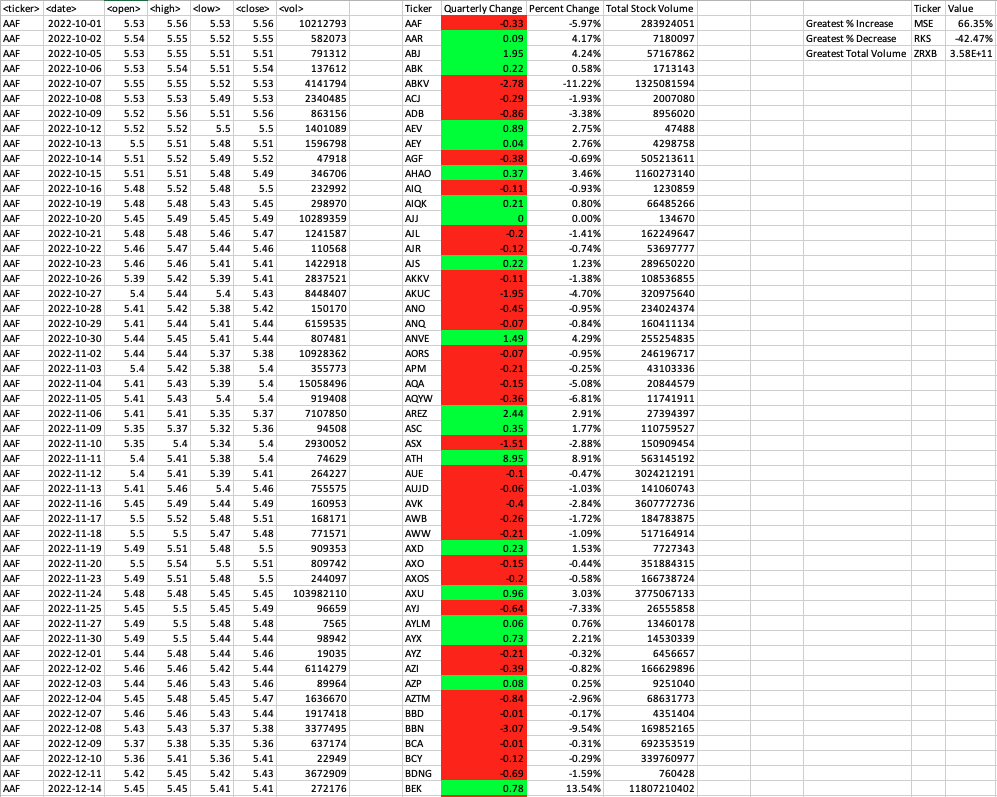 <ticker> <date> <open> <high> <low> <close> <vol> Ticker Quarterly Change Percent Change Total Stock Volume Ticker Value
AAF 2022-10-01 5.53 5.56 5.53 5.56 10212793 AAF -0.33 -5.97% 283924051 Greatest % Increase MSE 66.35%
AAF 2022-10-02 5.54 5.55 5.52 5.55 582073 AAR 0.09 4.17% 7180097 Greatest % Decrease RKS -42.47%
AAF 2022-10-05 5.53 5.55 5.51 5.51 791312 ABJ 1.95 4.24% 57167862 Greatest Total Volume ZRXB 3.58E+11
AAF 2022-10-06 5.53 5.54 5.51 5.54 137612 ABK 0.22 0.58% 1713143
AAF 2022-10-07 5.55 5.55 5.52 5.53 4141794 ABKV -2.78 -11.22% 1325081594
AAF 2022-10-08 5.53 5.53 5.49 5.53 2340485 ACJ -0.29 -1.93% 2007080
AAF 2022-10-09 5.52 5.56 5.51 5.56 863156 ADB -0.86 -3.38% 8956020
AAF 2022-10-12 5.52 5.52 5.5 5.5 1401089 AEV 0.89 2.75% 47488
AAF 2022-10-13 5.5 5.51 5.48 5.51 1596798 AEY 0.04 2.76% 4298758
AAF 2022-10-14 5.51 5.52 5.49 5.52 47918 AGF -0.38 -0.69% 505213611
AAF 2022-10-15 5.51 5.51 5.48 5.49 346706 AHAO 0.37 3.46% 1160273140
AAF 2022-10-16 5.48 5.52 5.48 5.5 232992 AIQ -0.11 -0.93% 1230859
AAF 2022-10-19 5.48 5.48 5.43 5.45 298970 AIQK 0.21 0.80% 66485266
AAF 2022-10-20 5.45 5.49 5.45 5.49 10289359 AJJ 0 0.00% 134670
AAF 2022-10-21 5.48 5.48 5.46 5.47 1241587 AJL -0.2 -1.41% 162249647
AAF 2022-10-22 5.46 5.47 5.44 5.46 110568 AJR -0.12 -0.74% 53697777
AAF 2022-10-23 5.46 5.46 5.41 5.41 1422918 AJS 0.22 1.23% 289650220
AAF 2022-10-26 5.39 5.42 5.39 5.41 2837521 AKKV -0.11 -1.38% 108536855
AAF 2022-10-27 5.4 5.44 5.4 5.43 8448407 AKUC -1.95 -4.70% 320975640
AAF 2022-10-28 5.41 5.42 5.38 5.42 150170 ANO -0.45 -0.95% 234024374
AAF 2022-10-29 5.41 5.44 5.41 5.44 6159535 ANQ -0.07 -0.84% 160411134
AAF 2022-10-30 5.44 5.45 5.41 5.44 807481 ANVE 1.49 4.29% 255254835
AAF 2022-11-02 5.44 5.44 5.37 5.38 10928362 AORS -0.07 -0.95% 246196717
AAF 2022-11-03 5.4 5.42 5.38 5.4 355773 APM -0.21 -0.25% 43103336
AAF 2022-11-04 5.41 5.43 5.39 5.4 15058496 AQA -0.15 -5.08% 20844579
AAF 2022-11-05 5.41 5.43 5.4 5.4 919408 AQYW -0.36 -6.81% 11741911
AAF 2022-11-06 5.41 5.41 5.35 5.37 7107850 AREZ 2.44 2.91% 27394397
AAF 2022-11-09 5.35 5.37 5.32 5.36 94508 ASC 0.35 1.77% 110759527
AAF 2022-11-10 5.35 5.4 5.34 5.4 2930052 ASX -1.51 -2.88% 150909454
AAF 2022-11-11 5.4 5.41 5.38 5.4 74629 ATH 8.95 8.91% 563145192
AAF 2022-11-12 5.4 5.41 5.39 5.41 264227 AUE -0.1 -0.47% 3024212191
AAF 2022-11-13 5.41 5.46 5.4 5.46 755575 AUJD -0.06 -1.03% 141060743
AAF 2022-11-16 5.45 5.49 5.44 5.49 160953 AVK -0.4 -2.84% 3607772736
AAF 2022-11-17 5.5 5.52 5.48 5.51 168171 AWB -0.26 -1.72% 184783875
AAF 2022-11-18 5.5 5.5 5.47 5.48 771571 AWW -0.21 -1.09% 517164914
AAF 2022-11-19 5.49 5.51 5.48 5.5 909353 AXD 0.23 1.53% 7727343
AAF 2022-11-20 5.5 5.54 5.5 5.51 809742 AXO -0.15 -0.44% 351884315
AAF 2022-11-23 5.49 5.51 5.48 5.5 244097 AXOS -0.2 -0.58% 166738724
AAF 2022-11-24 5.48 5.48 5.45 5.45 103982110 AXU 0.96 3.03% 3775067133
AAF 2022-11-25 5.45 5.5 5.45 5.49 96659 AYJ -0.64 -7.33% 26555858
AAF 2022-11-27 5.49 5.5 5.48 5.48 7565 AYLM 0.06 0.76% 13460178
AAF 2022-11-30 5.49 5.5 5.44 5.44 98942 AYX 0.73 2.21% 14530339
AAF 2022-12-01 5.44 5.48 5.44 5.46 19035 AYZ -0.21 -0.32% 6456657
AAF 2022-12-02 5.46 5.46 5.42 5.44 6114279 AZI -0.39 -0.82% 166629896
AAF 2022-12-03 5.44 5.46 5.43 5.46 89964 AZP 0.08 0.25% 9251040
AAF 2022-12-04 5.45 5.48 5.45 5.47 1636670 AZTM -0.84 -2.96% 68631773
AAF 2022-12-07 5.46 5.46 5.43 5.44 1917418 BBD -0.01 -0.17% 4351404
AAF 2022-12-08 5.43 5.43 5.37 5.38 3377495 BBN -3.07 -9.54% 169852165
AAF 2022-12-09 5.37 5.38 5.35 5.36 637174 BCA -0.01 -0.31% 692353519
AAF 2022-12-10 5.36 5.41 5.36 5.41 22949 BCY -0.12 -0.29% 339760977
AAF 2022-12-11 5.42 5.45 5.42 5.43 3672909 BDNG -0.69 -1.59% 760428
AAF 2022-12-14 5.45 5.45 5.41 5.41 272176 BEK 0.78 13.54% 11807210402